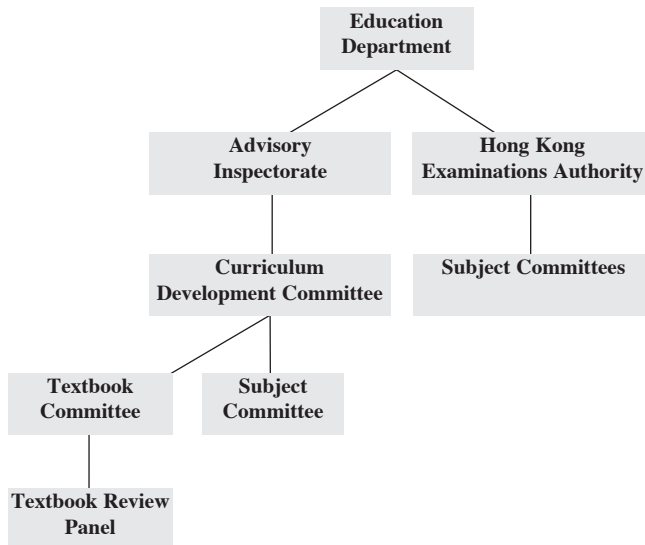 Education
Department
Advisory
Inspectorate
Hong Kong
Examinations Authority
Curriculum
Development Committee
Subject Committees
Textbook
Committee
Subject
Committee
Textbook Review
Panel